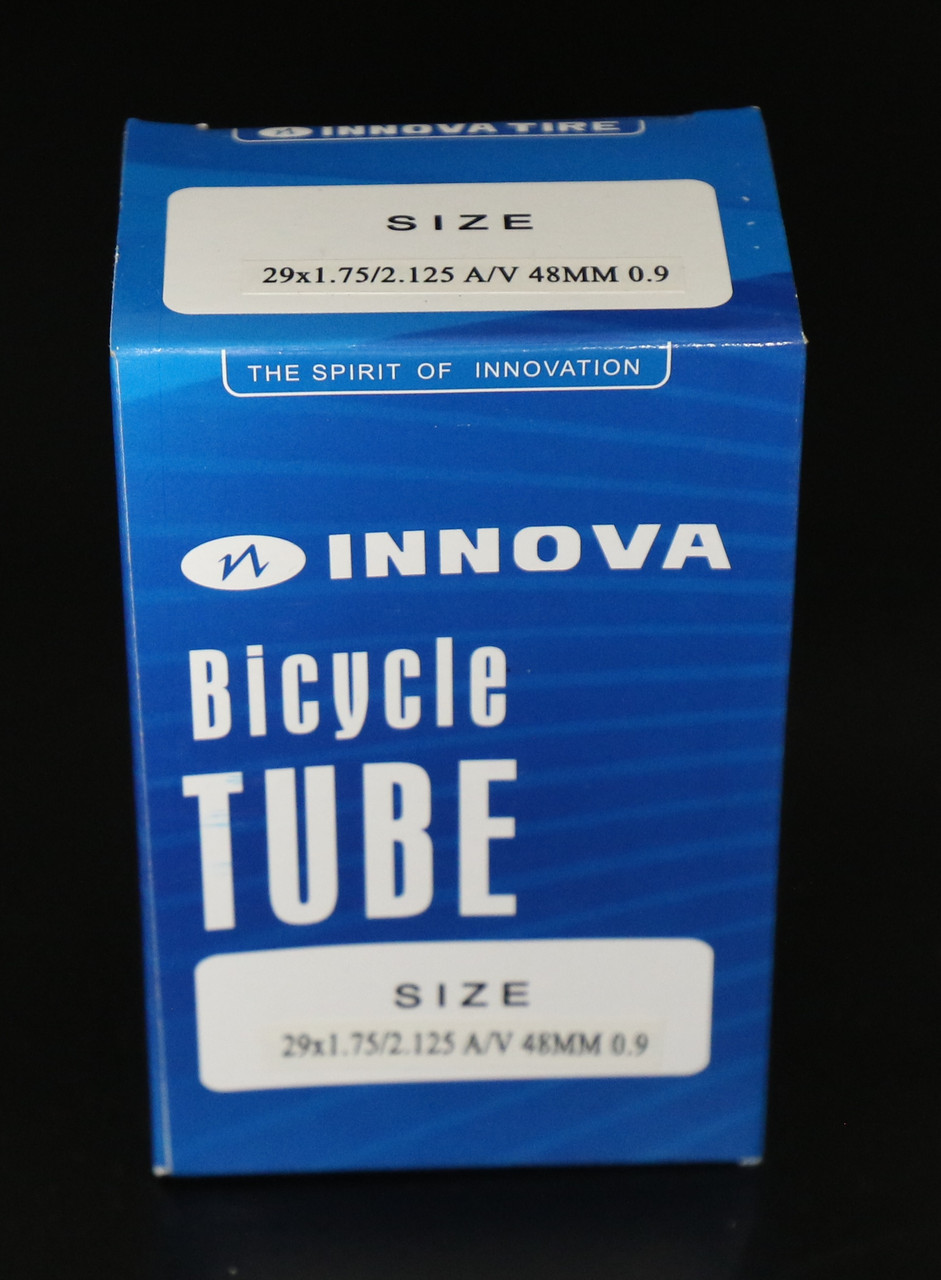 INNOVA TIRE
SIZE
29x1.75/2.125 A/V 48MM 0.9
THE SPIRIT OF INNOVATION
INNOVA
Bicycle
TUBE
SIZE
29x1.75/2.125 A/V 48MM 0.9